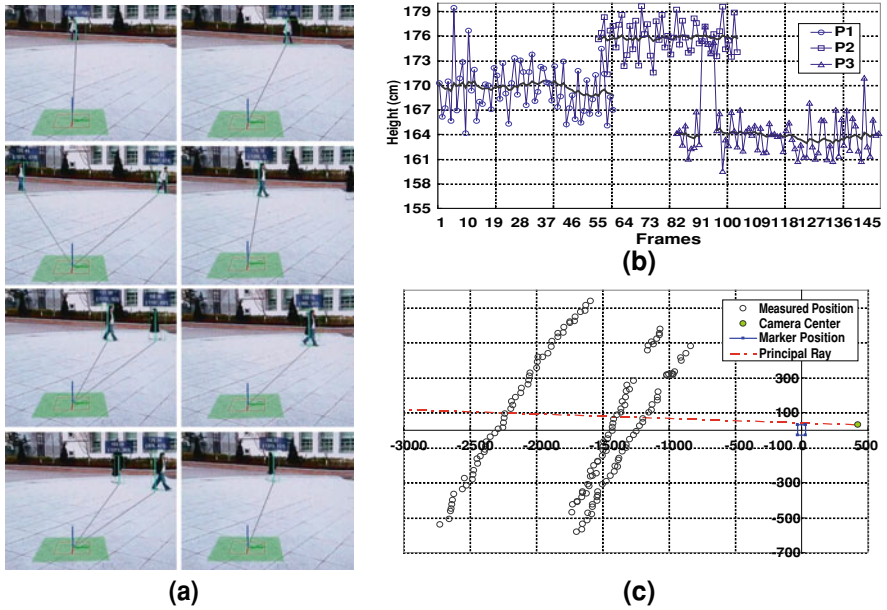 179
176
173
170
167
164
161
158
155
Height (cm)
P1
P2
P3
1 10 19 28 37 46 55 64 73 82 91 100 109 118 127 136 145
Frames
(b)
Measured Position
Camera Center
Marker Position
Principal Ray
300
100
-3000 -2500 -2000 -1500 -1000 -500 0 500
-100
-300
-500
-700
(a)
(c)